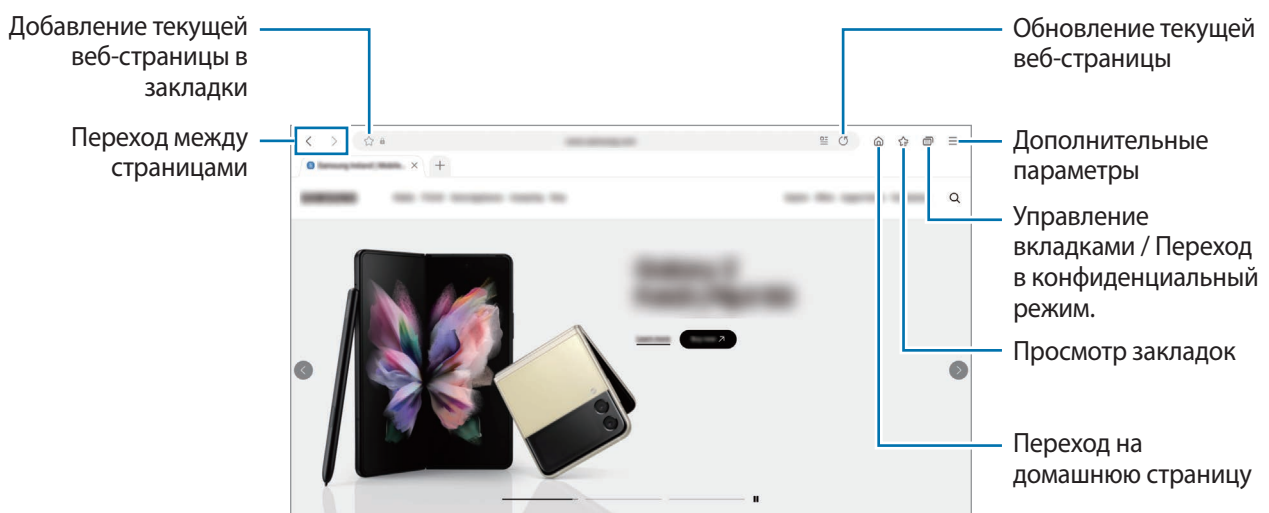 Добавление текущей
веб-страницы в
закладки
Переход между
страницами
Обновление текущей
веб-страницы
Дополнительные
параметры
Управление
вкладками / Переход
в конфиденциальный
режим.
Просмотр закладок
Переход на
домашнюю страницу